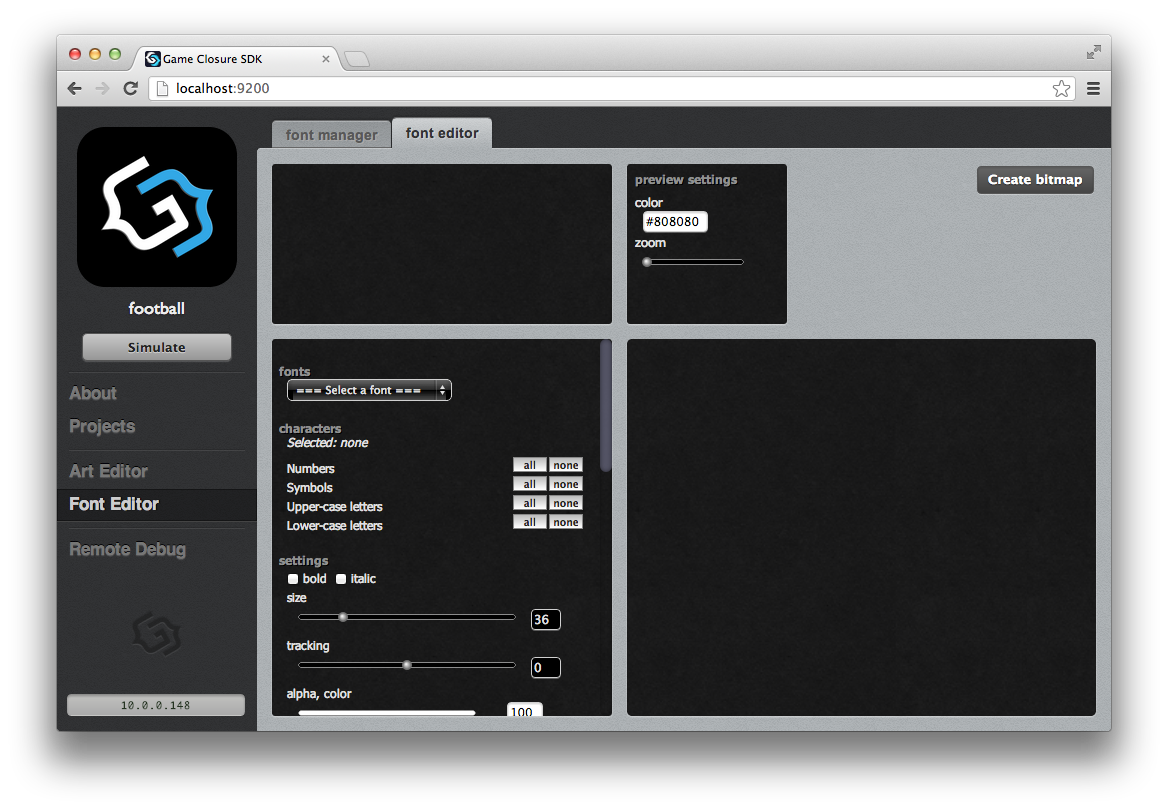 Game Closure SDK
localhost:9200
football
Simulate
About
Projects
Art Editor
Font Editor
Remote Debug
10.0.0.148
font manager
font editor
preview settings
color
#808080
zoom
Create bitmap
fonts
=== Select a font ===
characters
Selected: none
Numbers all none
Symbols all none
Upper-case letters all none
Lower-case letters all none
settings
bold italic
size
36
tracking
0
alpha, color
100